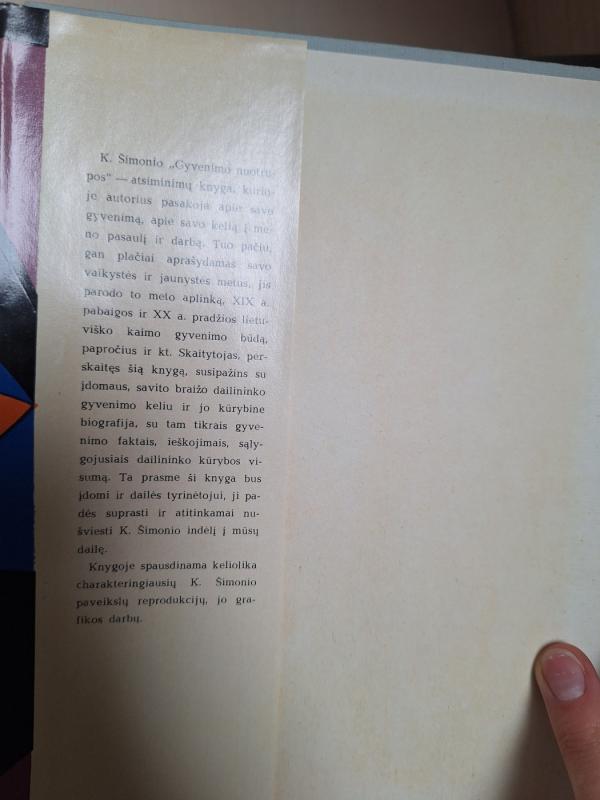 K. Šimonio „Gyvenimo nuotru-
pos“ — atsiminimų knyga, kurio-
je autorius pasakoja apie savo
gyvenimą, apie savo kelią į me-
no pasaulį ir darbą. Tuo pačiu,
gan plačiai aprašydamas savo
vaikystės ir jaunystės metus, jis
parodo to meto aplinką, XIX a.
pabaigos ir XX a. pradžios lietu-
viško kaimo gyvenimo būdą,
papročius ir kt. Skaitytojas, per-
skaitęs šią knygą, susipažins su
įdomaus, savito braižo dailininko
gyvenimo keliu ir jo kūrybine
biografija, su tam tikrais gyve-
nimo faktais, ieškojimais, sąly-
gojusiais dailininko kūrybos vi-
sumą. Ta prasme ši knyga bus
įdomi ir dailės tyrinėtojui, ji pa-
dės suprasti ir atitinkamai nu-
šviesti K. Šimonio indėlį į mūsų
dailę.
Knygoje spausdinama keliolika
charakteringiausių K. Šimonio
paveikslų reprodukcijų, jo gra-
fikos darbų.